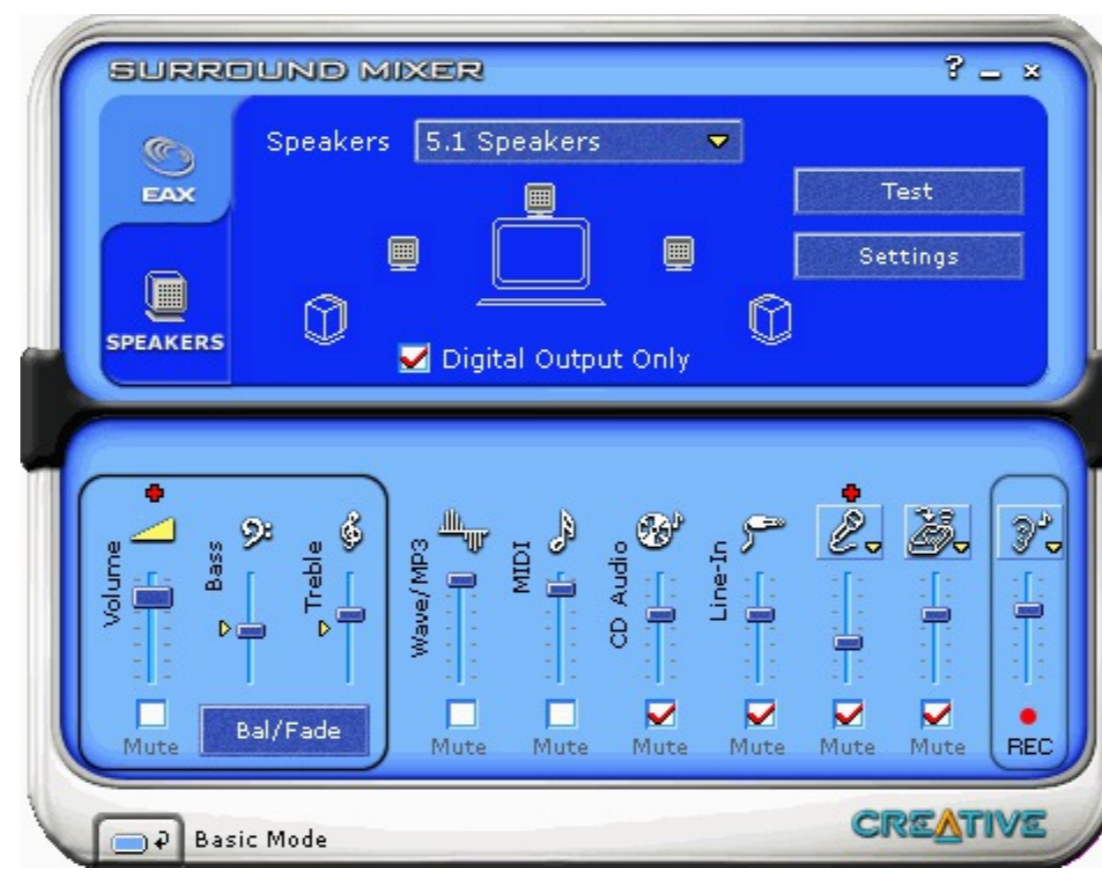 SURROUND MIXER
? _ x
EAX
SPEAKERS
Speakers 5.1 Speakers
Test
Settings
Digital Output Only
Volume
Bass
Treble
Wave/MP3
MIDI
CD Audio
Line-In
Mute
Bal/Fade
Mute
Mute
Mute
Mute
Mute
Mute
REC
Basic Mode
CREATIVE